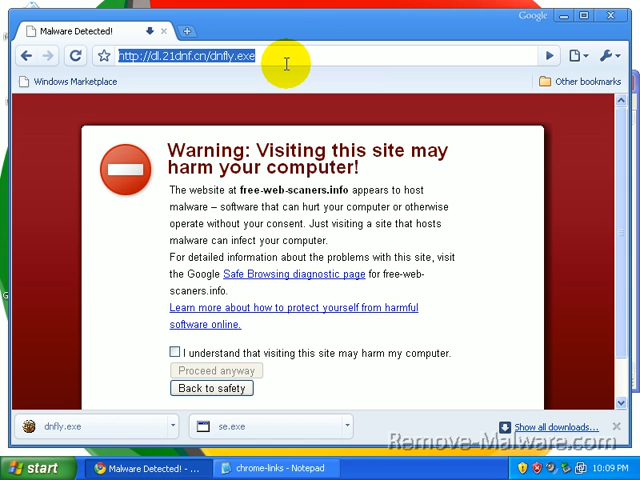 Google
Malware Detected!
http://dl.21dnf.cn/dnfly.exe
Windows Marketplace
Other bookmarks
Warning: Visiting this site may
harm your computer!
The website at free-web-scaners.info appears to host
malware – software that can hurt your computer or otherwise
operate without your consent. Just visiting a site that hosts
malware can infect your computer.
For detailed information about the problems with this site, visit
the Google Safe Browsing diagnostic page for free-web-
scaners.info.
Learn more about how to protect yourself from harmful
software online.
I understand that visiting this site may harm my computer.
Proceed anyway
Back to safety
dnfly.exe
se.exe
Show all downloads...
Remove-Malware.com
start
Malware Detected! - ...
chrome-links - Notepad
10:09 PM